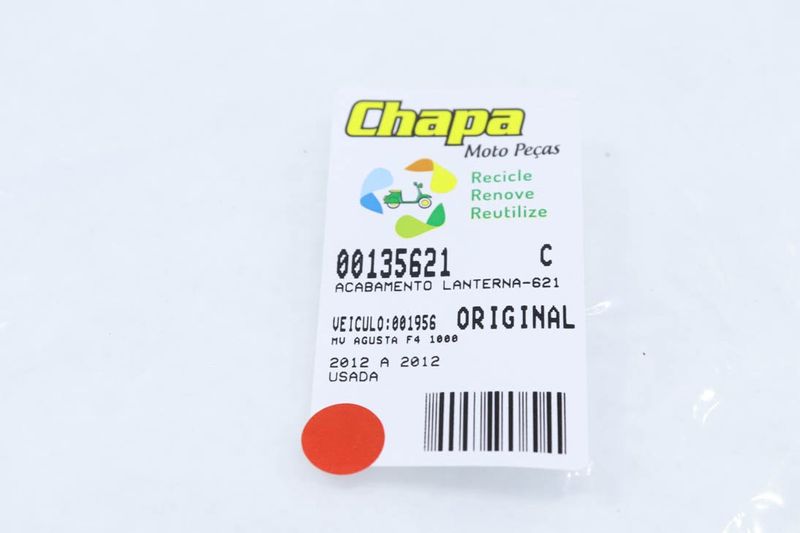 Chapa
Moto Peças
Recicle
Renove
Reutilize
00135621 C
ACABAMENTO LANTERNA-621
VEICULO:001956 ORIGINAL
MV AGUSTA F4 1000
2012 A 2012
USADA